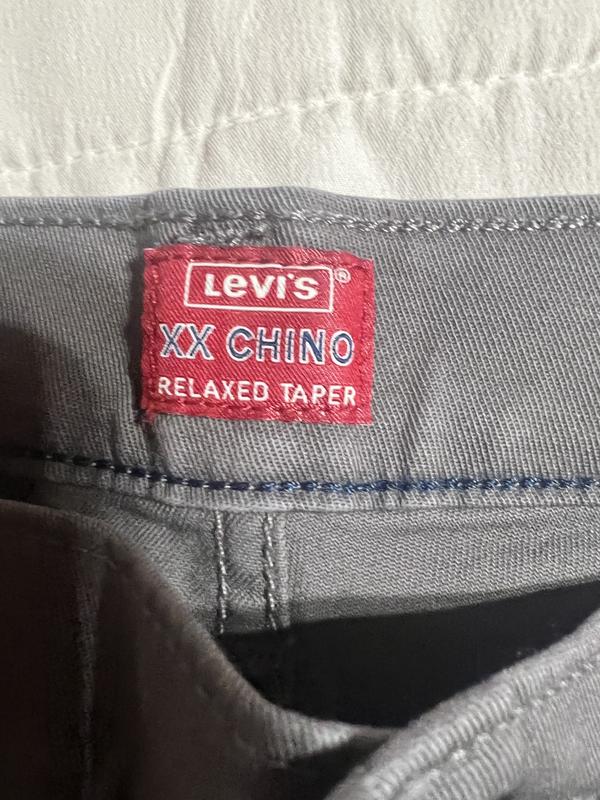 Levi's®
XX CHINO
RELAXED TAPER